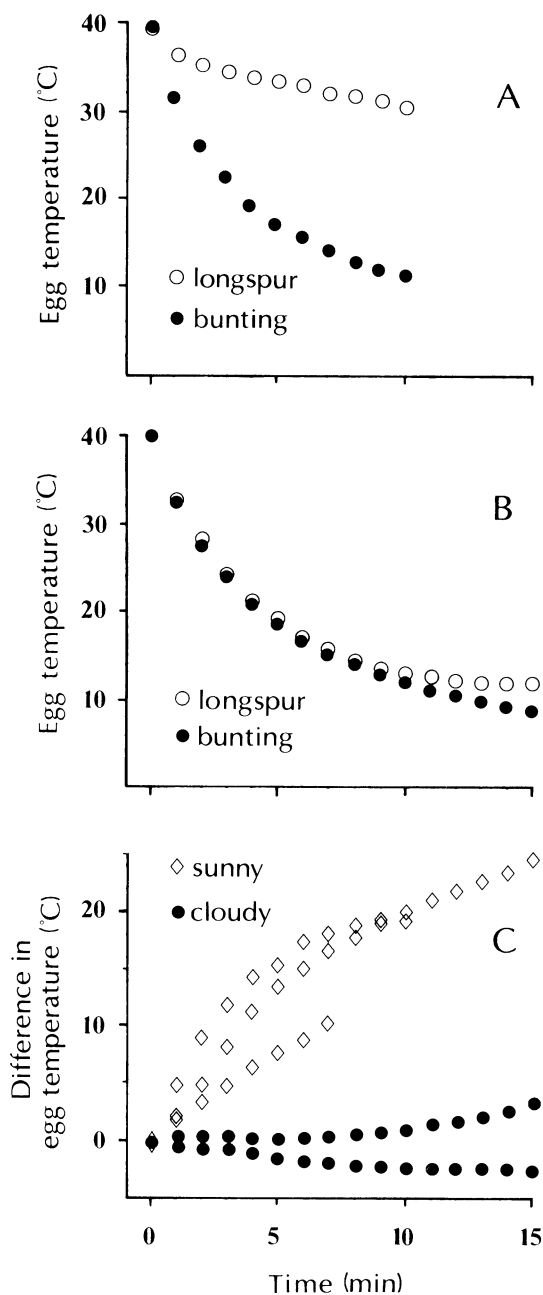 40
30
20
10
Egg temperature (°C)
A
○ longspur
● bunting
40
30
20
10
Egg temperature (°C)
B
○ longspur
● bunting
20
10
0
Difference in
egg temperature (°C)
◇ sunny
● cloudy
C
0 5 10 15
Time (min)